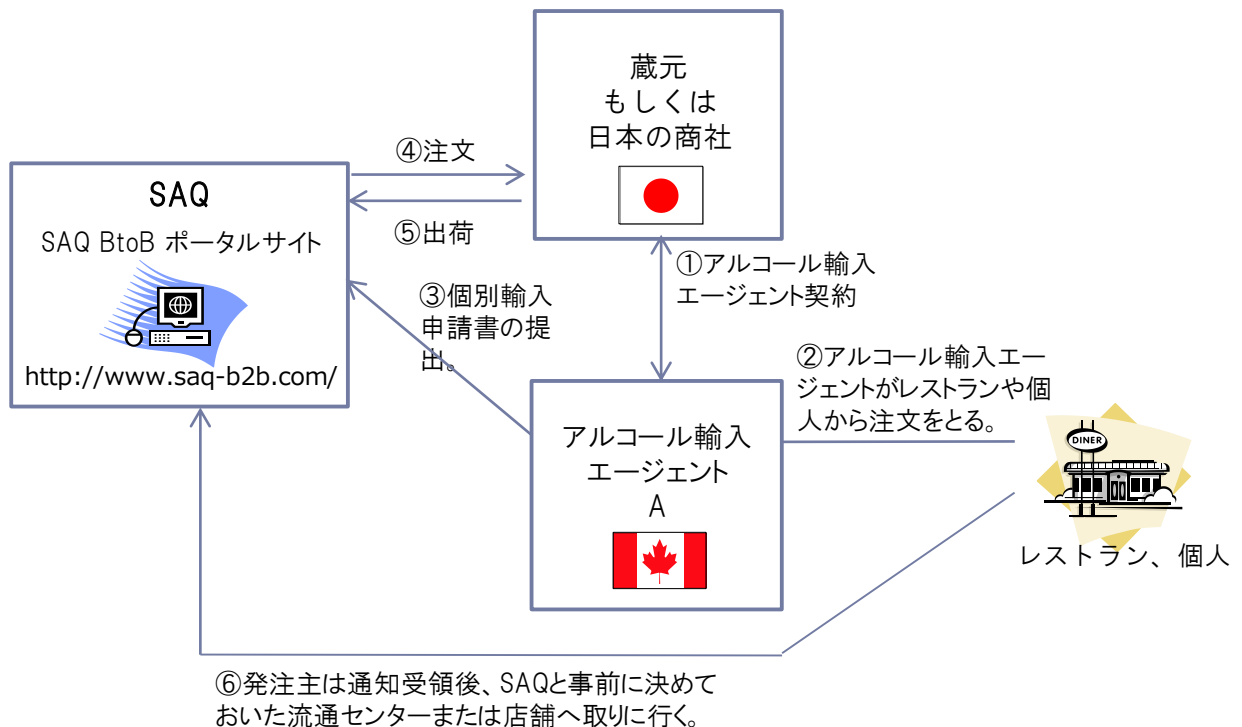 蔵元
もしくは
日本の商社
④注文
SAQ
SAQ BtoB ポータルサイト
http://www.saq-b2b.com/
⑤出荷
①アルコール輸入
エージェント契約
③個別輸入
申請書の提
出。
②アルコール輸入エー
ジェントがレストランや個
人から注文をとる。
アルコール輸入
エージェント
A
DINER
レストラン、個人
⑥発注主は通知受領後、SAQと事前に決めて
おいた流通センターまたは店舗へ取りに行く。